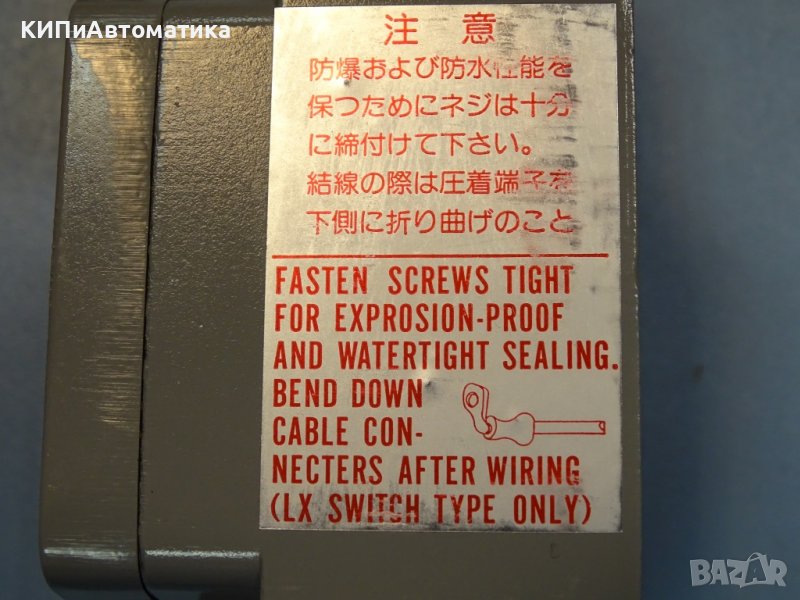 КИПиАвтоматика
注 意
防爆および防水性能を
保つためにネジは十分
に締付けて下さい。
結線の際は圧着端子を
下側に折り曲げのこと
FASTEN SCREWS TIGHT
FOR EXPROSION-PROOF
AND WATERTIGHT SEALING.
BEND DOWN
CABLE CON-
NECTERS AFTER WIRING
(LX SWITCH TYPE ONLY)
BAZAR